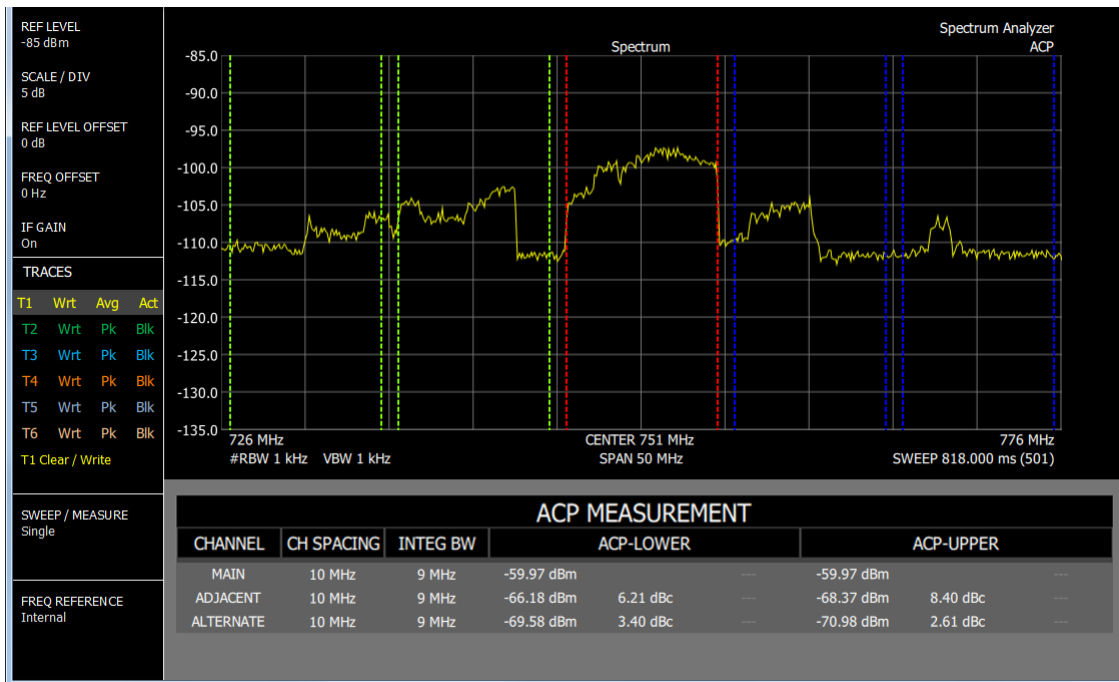 REF LEVEL
-85 dBm
SCALE / DIV
5 dB
REF LEVEL OFFSET
0 dB
FREQ OFFSET
0 Hz
IF GAIN
On
TRACES
T1 Wrt Avg Act
T2 Wrt Pk Blk
T3 Wrt Pk Blk
T4 Wrt Pk Blk
T5 Wrt Pk Blk
T6 Wrt Pk Blk
T1 Clear / Write
SWEEP / MEASURE
Single
FREQ REFERENCE
Internal
Spectrum Analyzer
ACP
Spectrum
-85.0
-90.0
-95.0
-100.0
-105.0
-110.0
-115.0
-120.0
-125.0
-130.0
-135.0
726 MHz CENTER 751 MHz 776 MHz
#RBW 1 kHz VBW 1 kHz SPAN 50 MHz SWEEP 818.000 ms (501)
ACP MEASUREMENT
CHANNEL CH SPACING INTEG BW ACP-LOWER ACP-UPPER
MAIN 10 MHz 9 MHz -59.97 dBm --- -59.97 dBm ---
ADJACENT 10 MHz 9 MHz -66.18 dBm 6.21 dBc --- -68.37 dBm 8.40 dBc ---
ALTERNATE 10 MHz 9 MHz -69.58 dBm 3.40 dBc --- -70.98 dBm 2.61 dBc ---